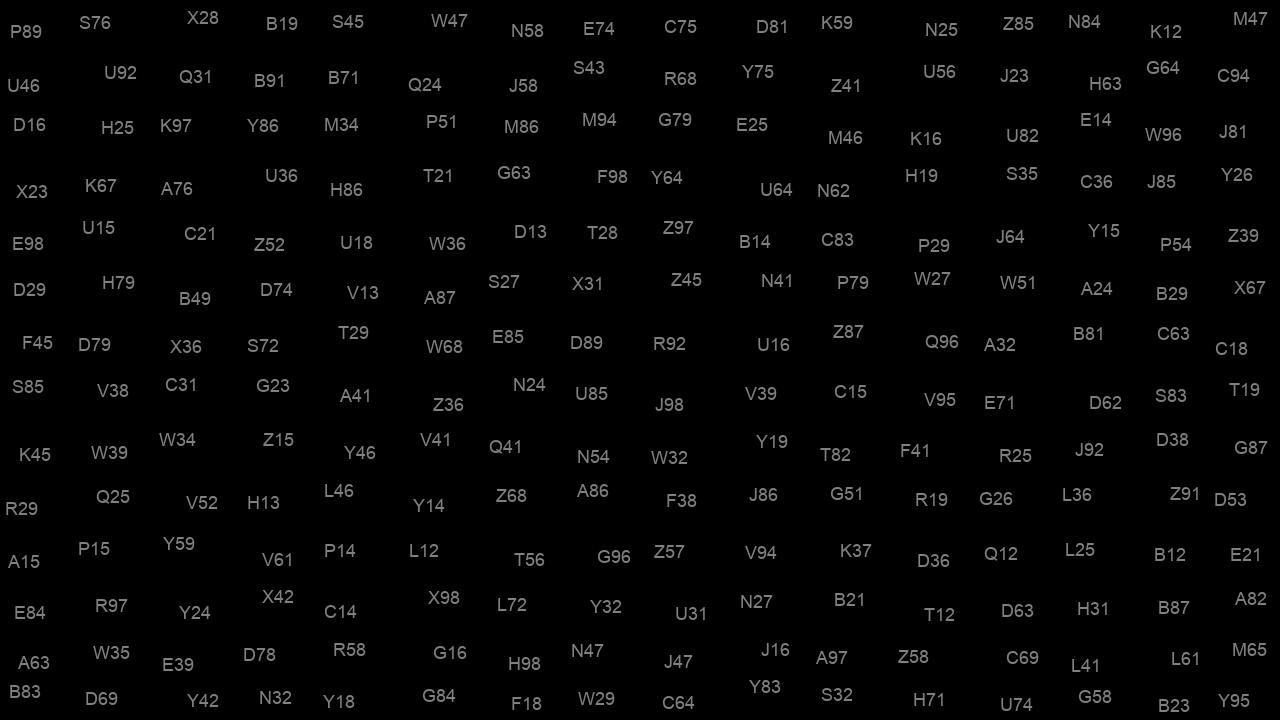 P89 S76 X28 B19 S45 W47 N58 E74 C75 D81 K59 N25 Z85 N84 K12 M47
U46 U92 Q31 B91 B71 Q24 J58 S43 R68 Y75 Z41 U56 J23 H63 G64 C94
D16 H25 K97 Y86 M34 P51 M86 M94 G79 E25 M46 K16 U82 E14 W96 J81
X23 K67 A76 U36 H86 T21 G63 F98 Y64 U64 N62 H19 S35 C36 J85 Y26
E98 U15 C21 Z52 U18 W36 D13 T28 Z97 B14 C83 P29 J64 Y15 P54 Z39
D29 H79 B49 D74 V13 A87 S27 X31 Z45 N41 P79 W27 W51 A24 B29 X67
F45 D79 X36 S72 T29 W68 E85 D89 R92 U16 Z87 Q96 A32 B81 C63 C18
S85 V38 C31 G23 A41 Z36 N24 U85 J98 V39 C15 V95 E71 D62 S83 T19
K45 W39 W34 Z15 Y46 V41 Q41 N54 W32 Y19 T82 F41 R25 J92 D38 G87
R29 Q25 V52 H13 L46 Y14 Z68 A86 F38 J86 G51 R19 G26 L36 Z91 D53
A15 P15 Y59 V61 P14 L12 T56 G96 Z57 V94 K37 D36 Q12 L25 B12 E21
E84 R97 Y24 X42 C14 X98 L72 Y32 U31 N27 B21 T12 D63 H31 B87 A82
A63 W35 E39 D78 R58 G16 H98 N47 J47 J16 A97 Z58 C69 L41 L61 M65
B83 D69 Y42 N32 Y18 G84 F18 W29 C64 Y83 S32 H71 U74 G58 B23 Y95